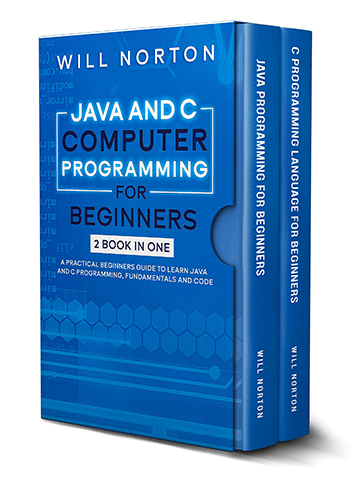 WILL NORTON
JAVA AND C
COMPUTER
PROGRAMMING
FOR
BEGINNERS
2 BOOK IN ONE
A PRACTICAL BEGINNERS GUIDE TO LEARN JAVA
AND C PROGRAMMING, FUNDAMENTALS AND CODE
JAVA PROGRAMMING FOR BEGINNERS
WILL NORTON
C PROGRAMMING LANGUAGE FOR BEGINNERS
WILL NORTON